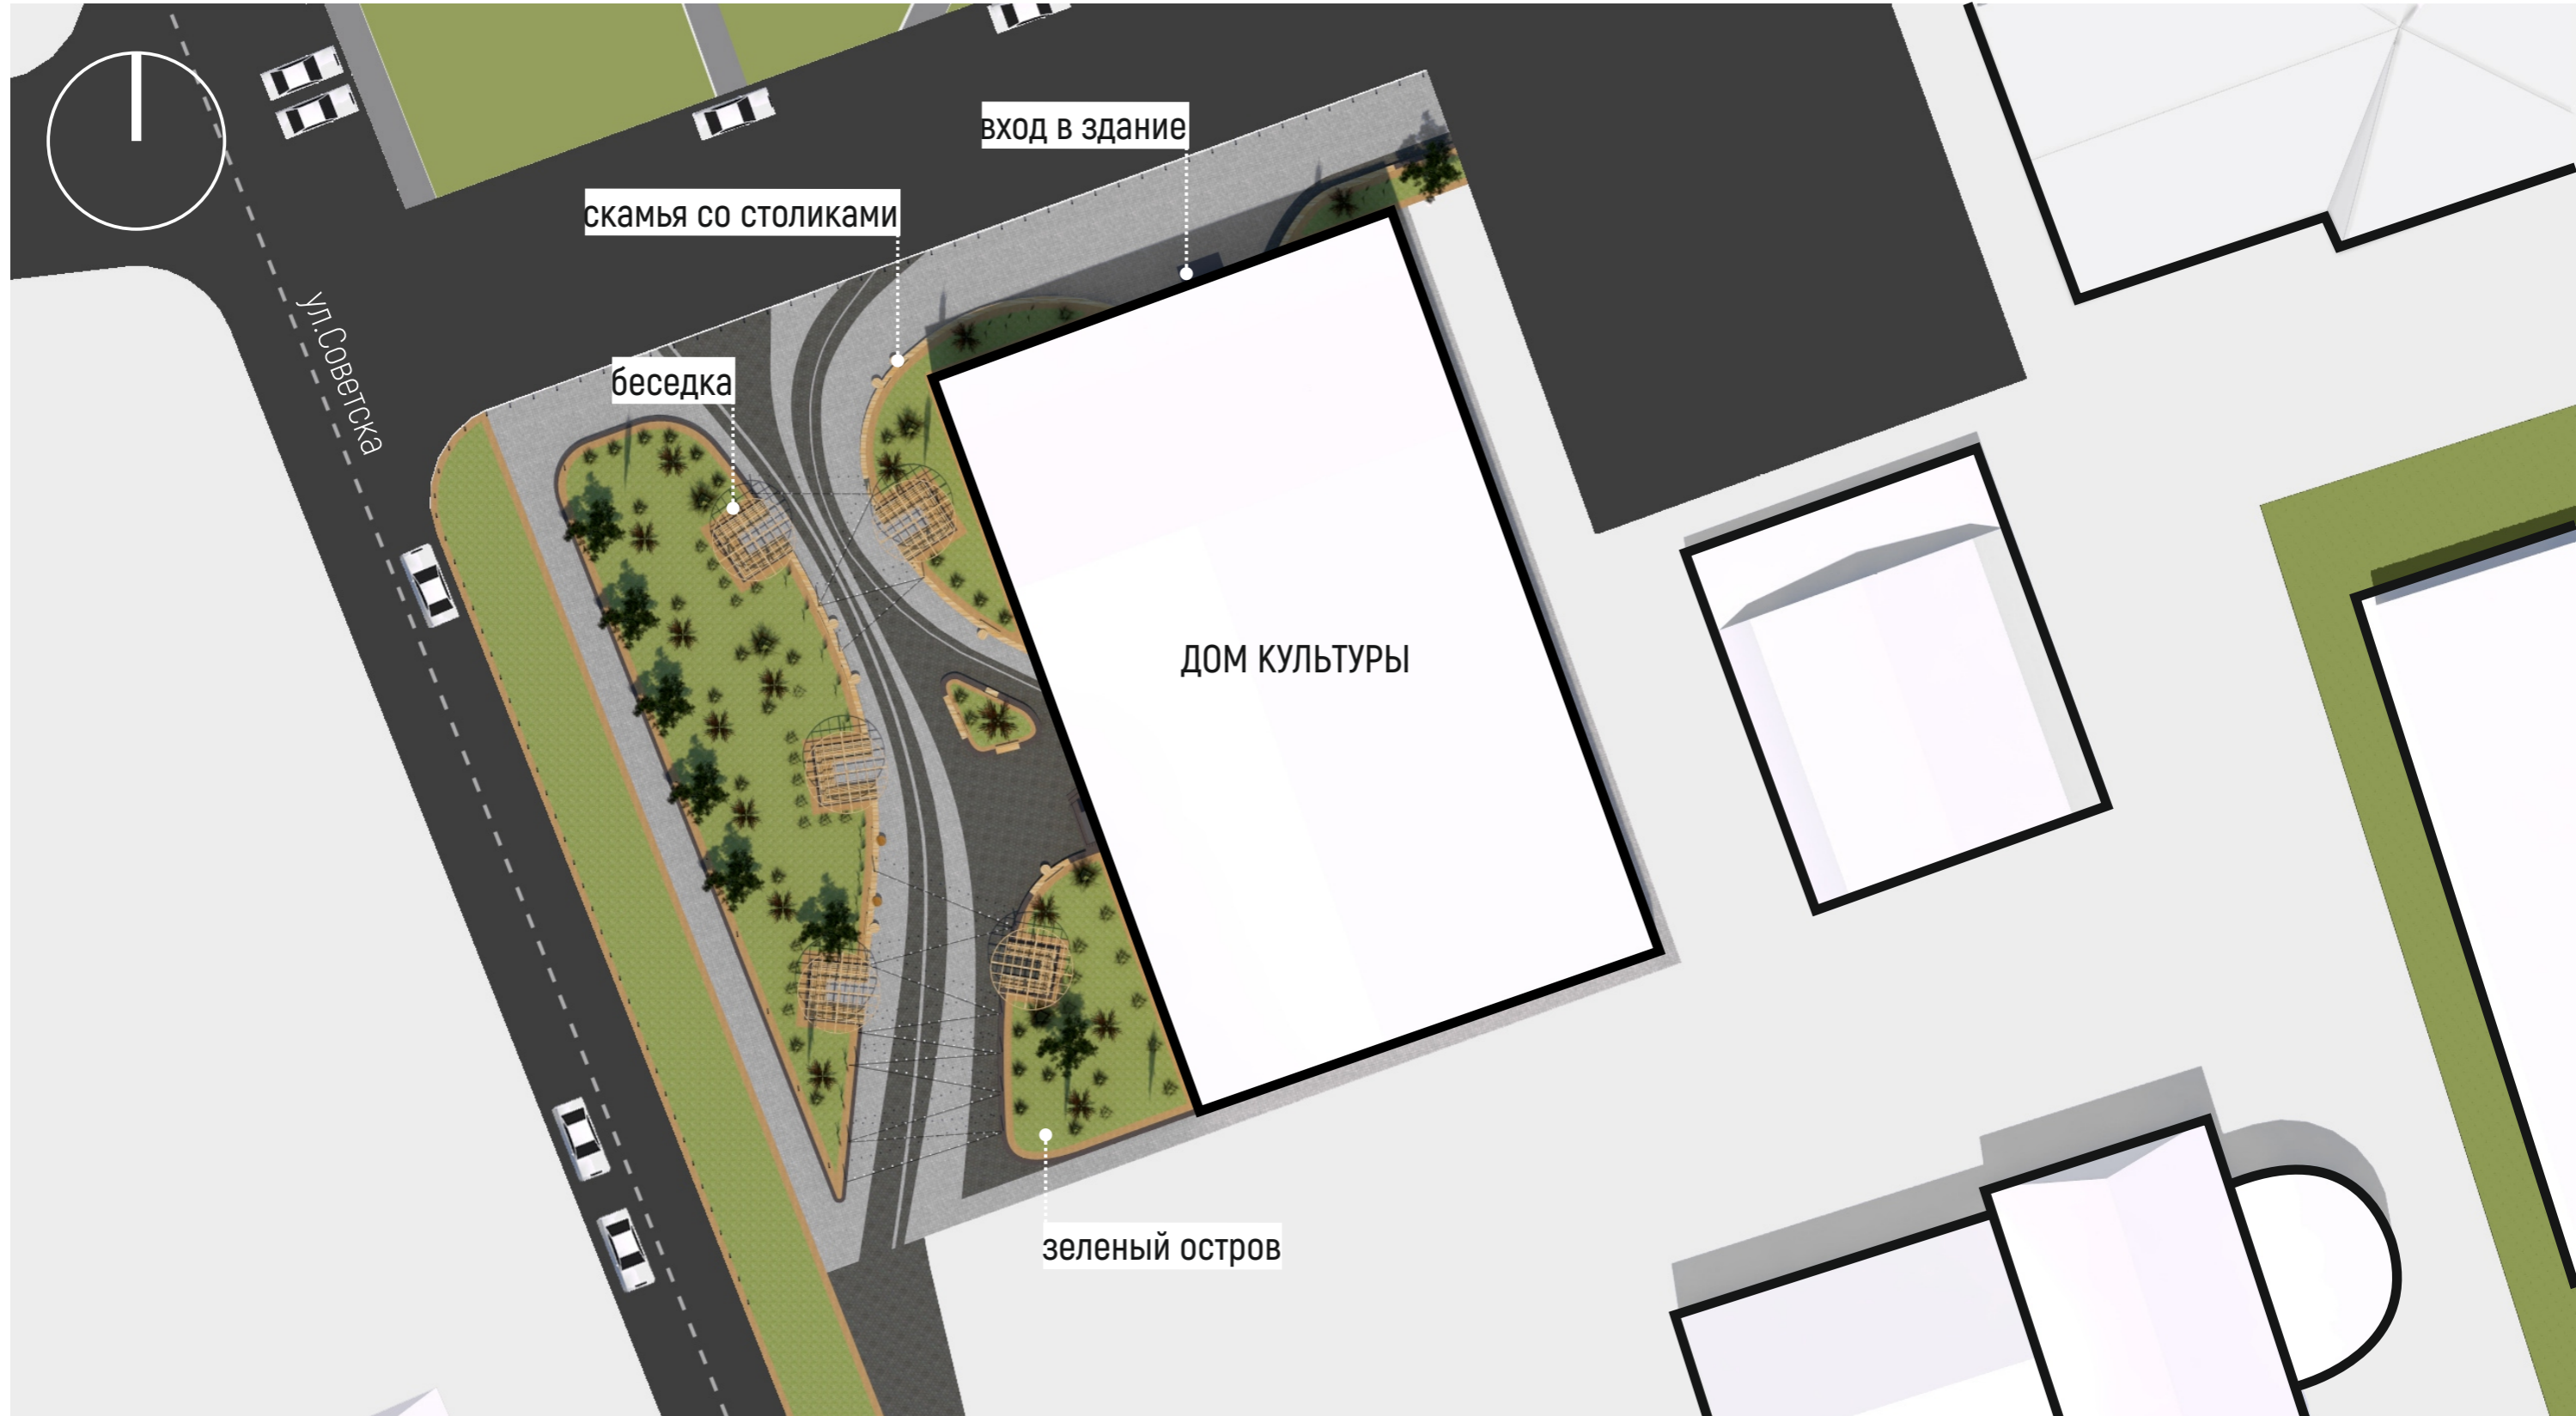 вход в здание
скамья со столиками
беседка
ул.Советска
ДОМ КУЛЬТУРЫ
зеленый остров